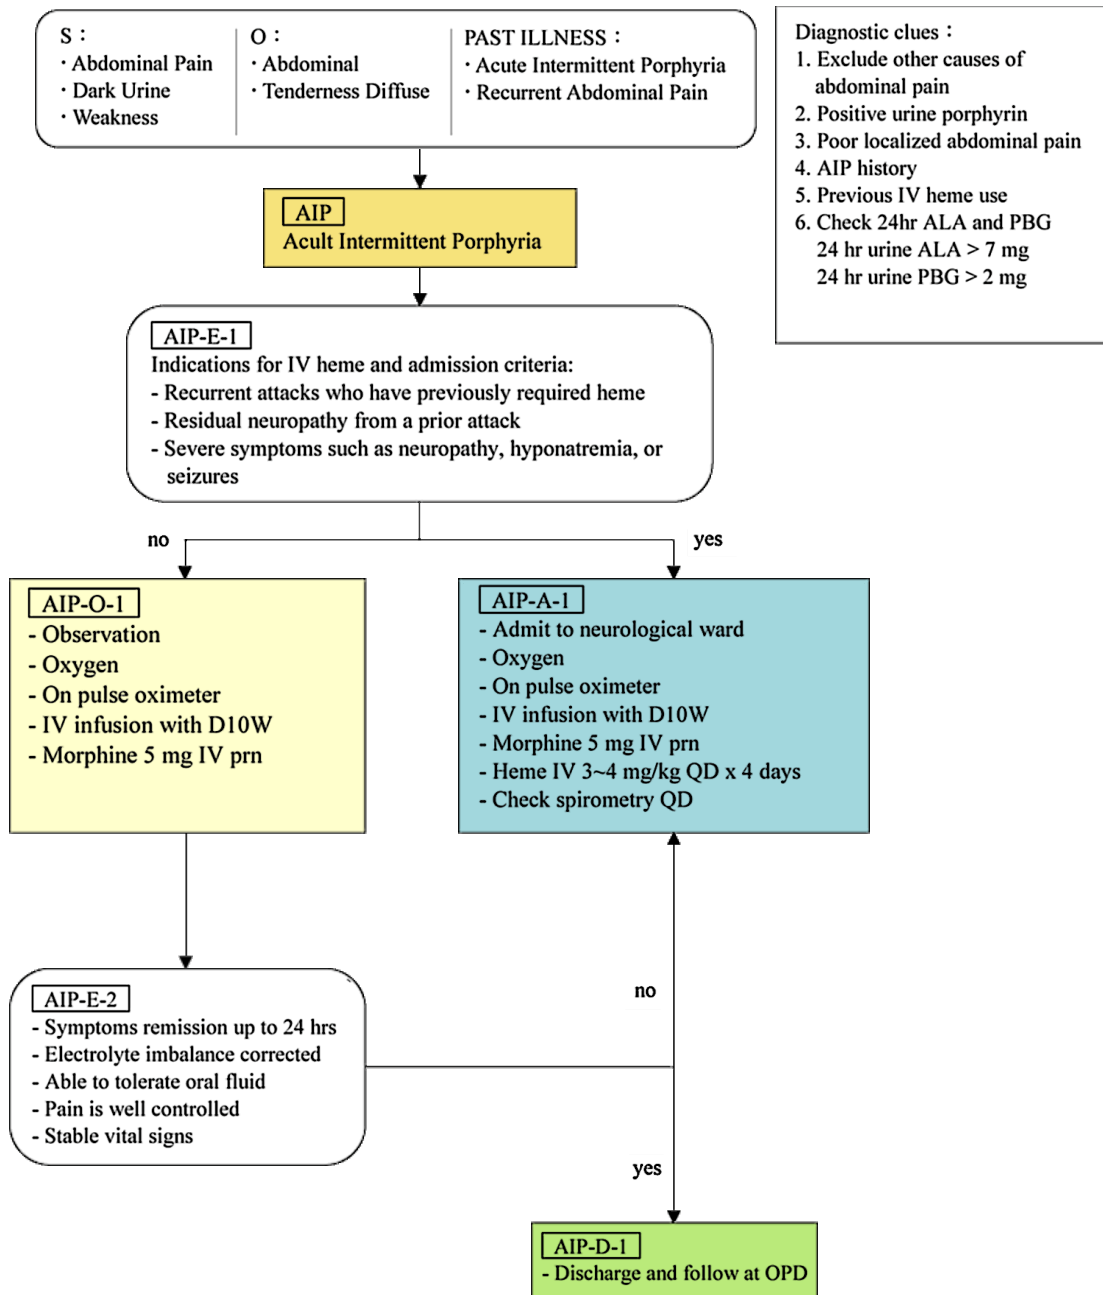 S：
· Abdominal Pain
· Dark Urine
· Weakness
O：
· Abdominal
· Tenderness Diffuse
PAST ILLNESS：
· Acute Intermittent Porphyria
· Recurrent Abdominal Pain
Diagnostic clues：
1. Exclude other causes of
abdominal pain
2. Positive urine porphyrin
3. Poor localized abdominal pain
4. AIP history
5. Previous IV heme use
6. Check 24hr ALA and PBG
24 hr urine ALA > 7 mg
24 hr urine PBG > 2 mg
AIP
Acult Intermittent Porphyria
AIP-E-1
Indications for IV heme and admission criteria:
- Recurrent attacks who have previously required heme
- Residual neuropathy from a prior attack
- Severe symptoms such as neuropathy, hyponatremia, or
seizures
no
yes
AIP-O-1
- Observation
- Oxygen
- On pulse oximeter
- IV infusion with D10W
- Morphine 5 mg IV prn
AIP-A-1
- Admit to neurological ward
- Oxygen
- On pulse oximeter
- IV infusion with D10W
- Morphine 5 mg IV prn
- Heme IV 3~4 mg/kg QD x 4 days
- Check spirometry QD
AIP-E-2
- Symptoms remission up to 24 hrs
- Electrolyte imbalance corrected
- Able to tolerate oral fluid
- Pain is well controlled
- Stable vital signs
no
yes
AIP-D-1
- Discharge and follow at OPD